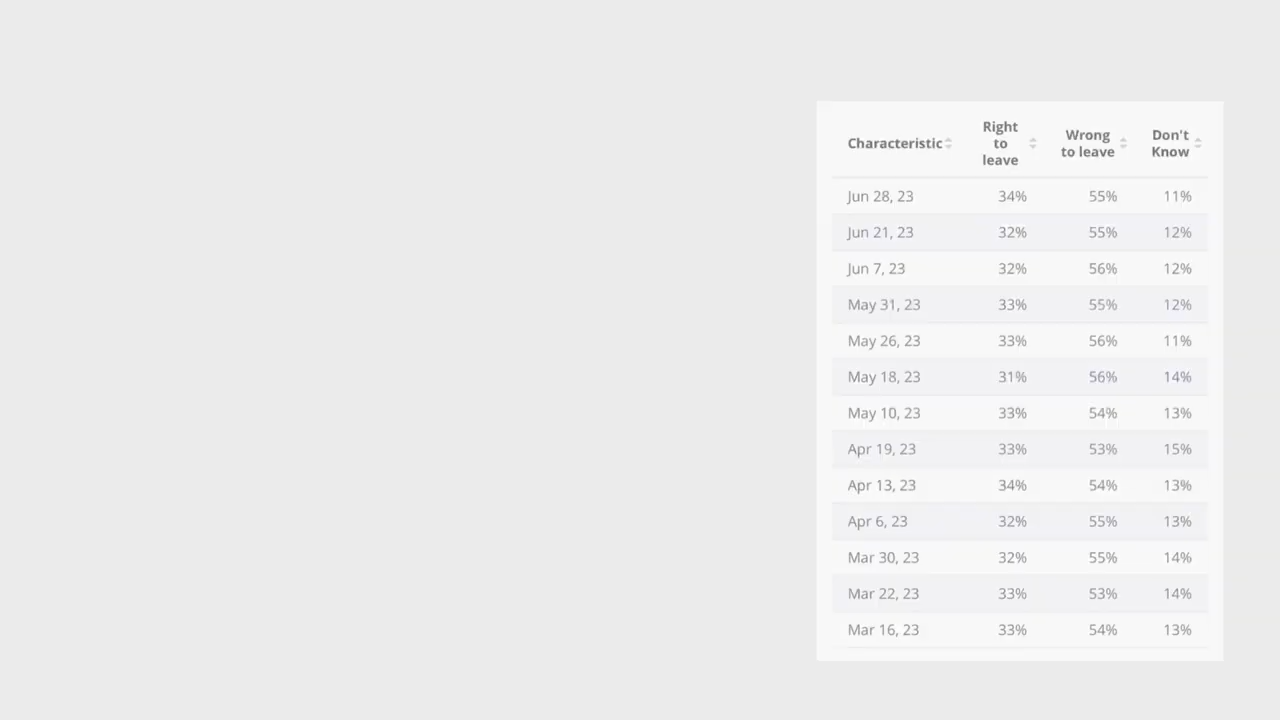 Characteristic Right to leave Wrong to leave Don't Know
Jun 28, 23 34% 55% 11%
Jun 21, 23 32% 55% 12%
Jun 7, 23 32% 56% 12%
May 31, 23 33% 55% 12%
May 26, 23 33% 56% 11%
May 18, 23 31% 56% 14%
May 10, 23 33% 54% 13%
Apr 19, 23 33% 53% 15%
Apr 13, 23 34% 54% 13%
Apr 6, 23 32% 55% 13%
Mar 30, 23 32% 55% 14%
Mar 22, 23 33% 53% 14%
Mar 16, 23 33% 54% 13%